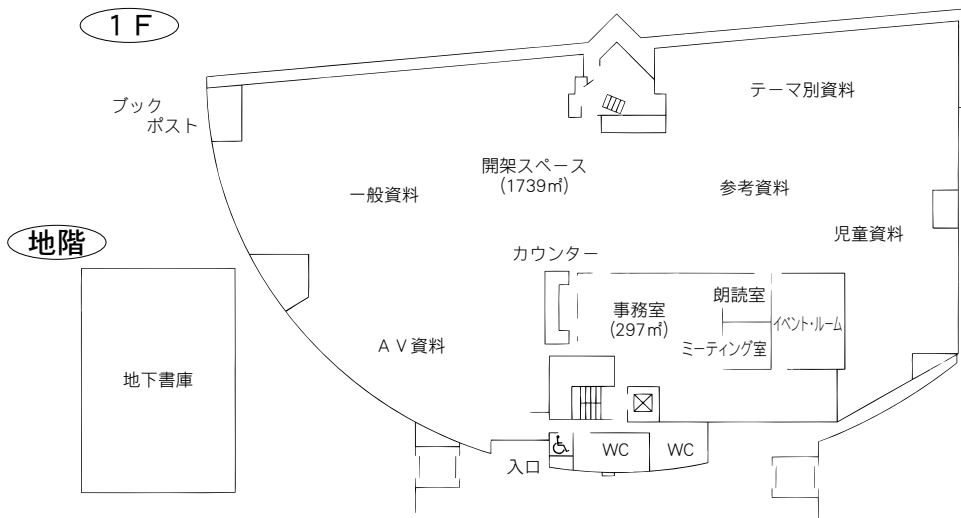 1F
ブック
ポスト
テーマ別資料
開架スペース
(1739㎡)
一般資料
参考資料
児童資料
地階
カウンター
事務室
(297㎡)
朗読室
イベント・ルーム
ミーティング室
AV資料
地下書庫
WC
WC
入口